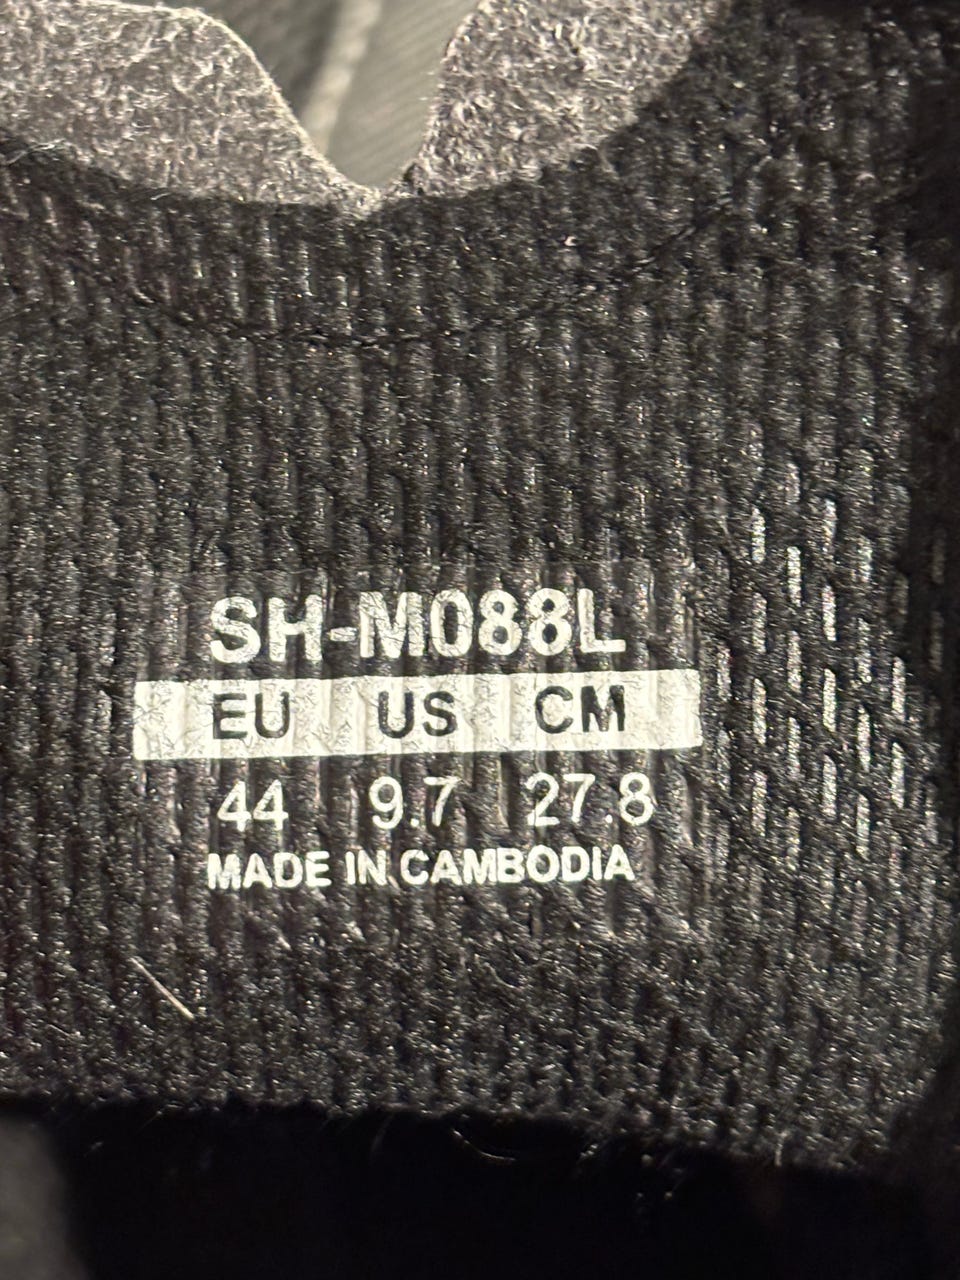 SH-M088L
EU US CM
44 9.7 27.8
MADE IN CAMBODIA